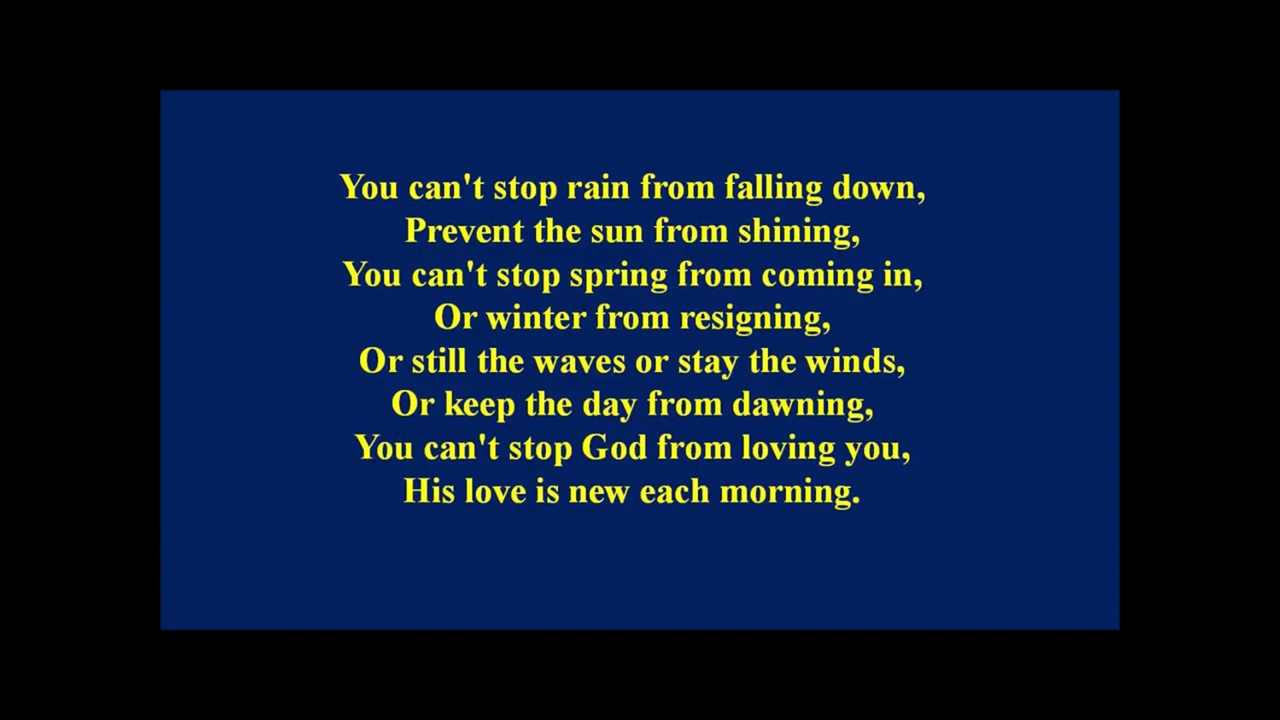 You can't stop rain from falling down,
Prevent the sun from shining,
You can't stop spring from coming in,
Or winter from resigning,
Or still the waves or stay the winds,
Or keep the day from dawning,
You can't stop God from loving you,
His love is new each morning.